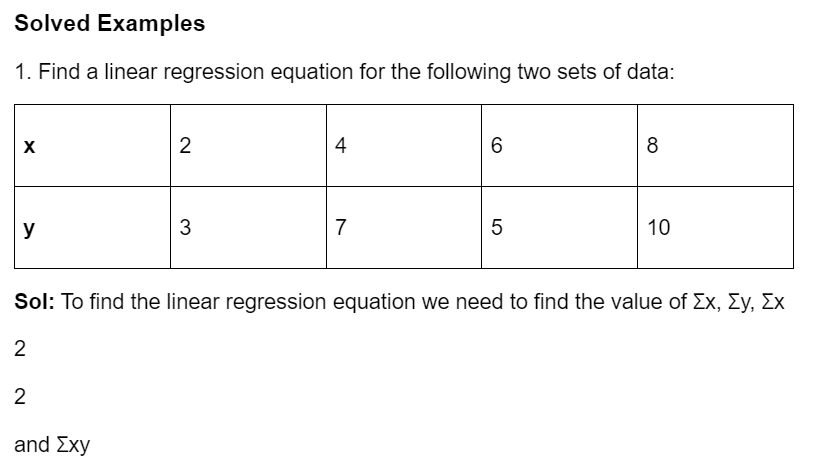 Solved Examples
1. Find a linear regression equation for the following two sets of data:
x 2 4 6 8
y 3 7 5 10
Sol: To find the linear regression equation we need to find the value of Σx, Σy, Σx
2
2
and Σxy